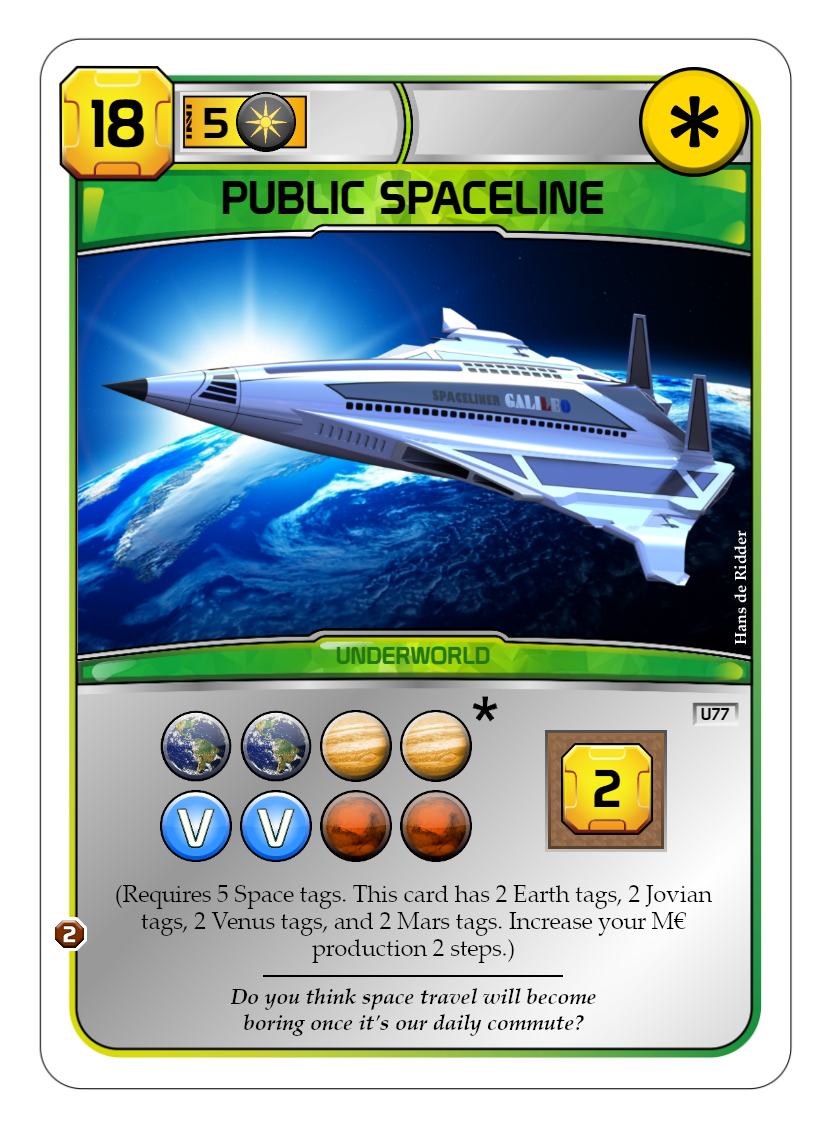 18
5
*
PUBLIC SPACELINE
SPACELINER GALILEO
Hans de Ridder
UNDERWORLD
U77
*
2
V V
(Requires 5 Space tags. This card has 2 Earth tags, 2 Jovian
tags, 2 Venus tags, and 2 Mars tags. Increase your M€
production 2 steps.)
2
Do you think space travel will become
boring once it's our daily commute?